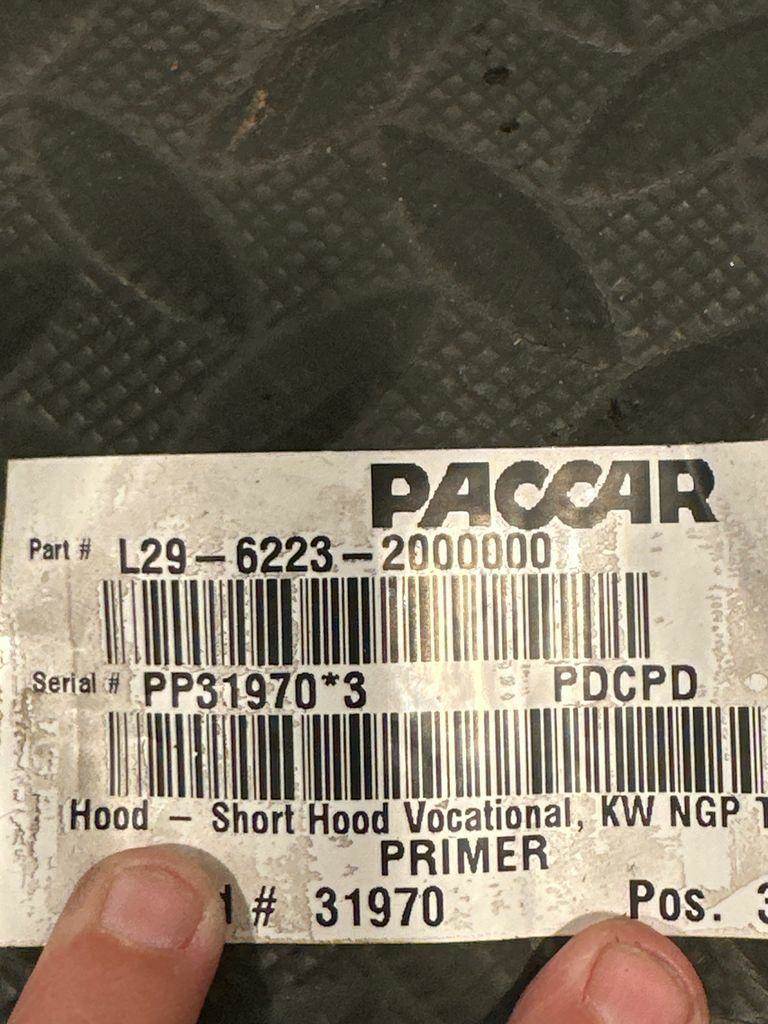 PACCAR
Part # L29-6223-2000000
Serial # PP31970*3 PDCPD
Hood - Short Hood Vocational, KW NGP
PRIMER
# 31970 Pos.